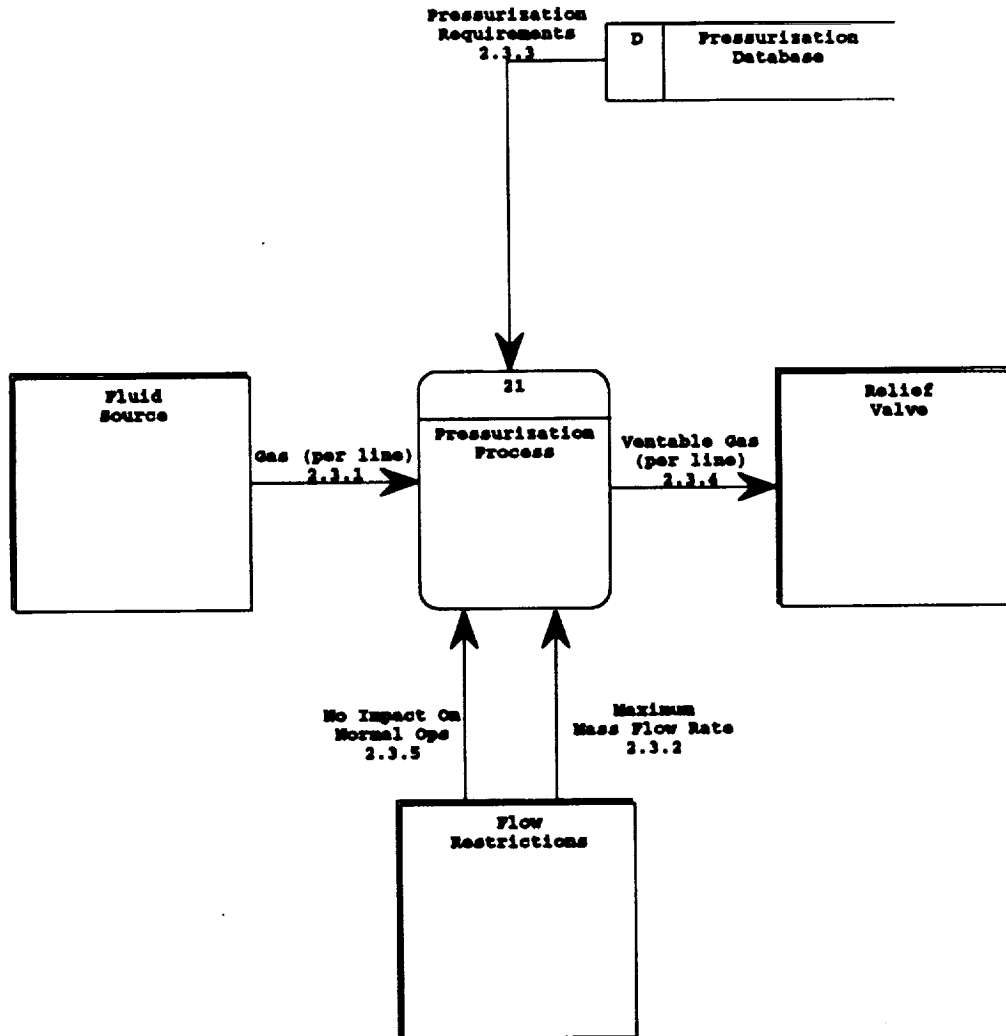 Pressurization
Requirements
2.3.3
D
Pressurization
Database
Fluid
Source
21
Pressurization
Process
Relief
Valve
Gas (per line)
2.3.1
Ventable Gas
(per line)
2.3.4
No Impact On
Normal Ops
2.3.5
Maximum
Mass Flow Rate
2.3.2
Flow
Restrictions